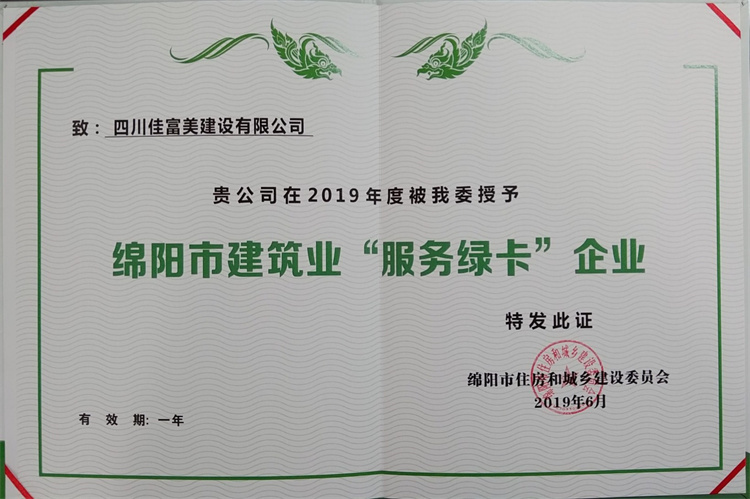 致：四川佳富美建设有限公司
贵公司在2019年度被我委授予
绵阳市建筑业“服务绿卡”企业
特发此证
绵阳市住房和城乡建设委员会
2019年6月
有效期:一年